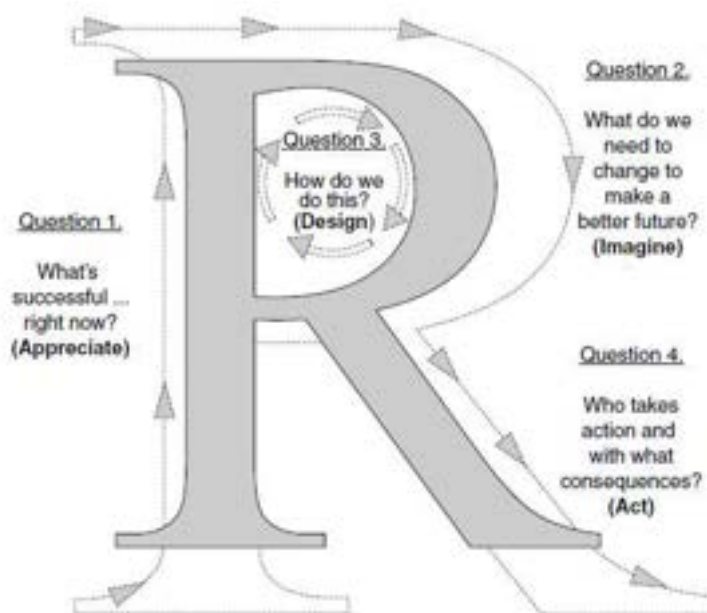 Question 1.
What's
successful ...
right now?
(Appreciate)
Question 2.
What do we
need to
change to
make a
better future?
(Imagine)
Question 3.
How do we
do this?
(Design)
Question 4.
Who takes
action and
with what
consequences?
(Act)